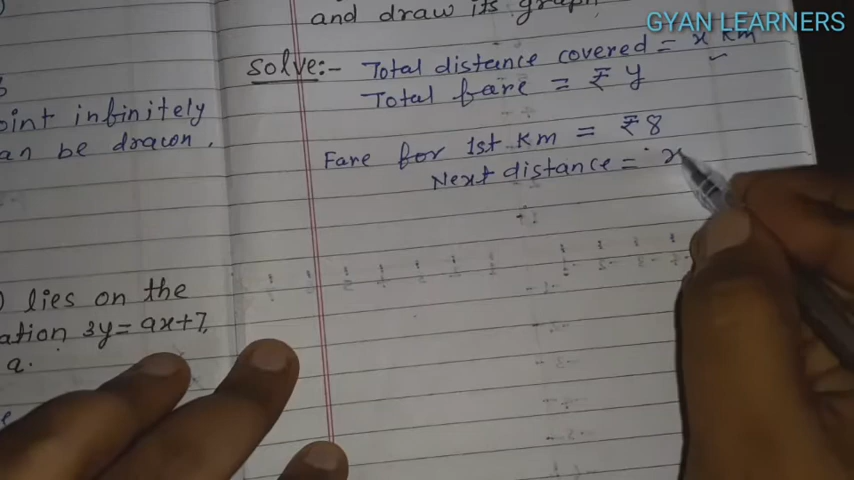 GYAN LEARNERS
and draw its graph
solve:- Total distance covered = x km
Total fare = ₹ y
Fare for 1st km = ₹8
Next distance = x
oint infinitely
an be drawn.
) lies on the
ation 3y = ax+7,
a.